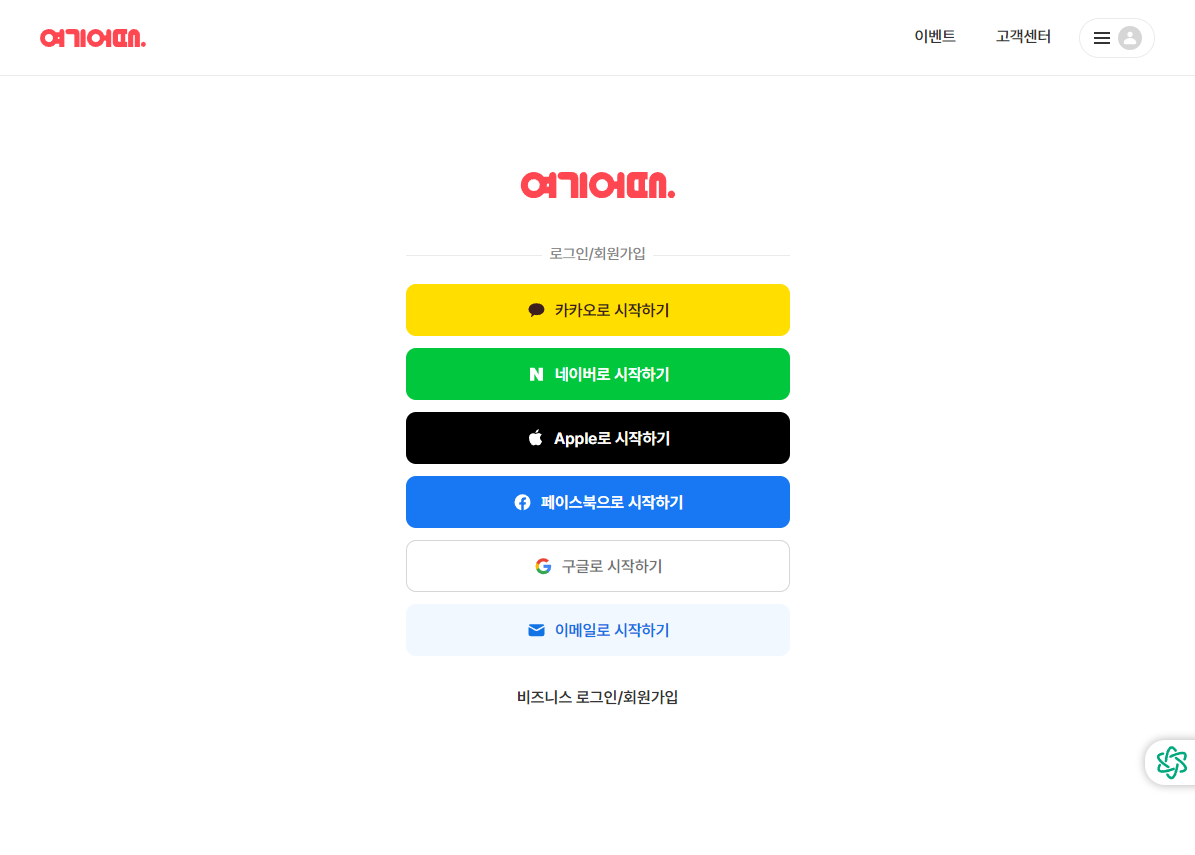 여기어때.
이벤트
고객센터
여기어때.
로그인/회원가입
카카오로 시작하기
네이버로 시작하기
Apple로 시작하기
페이스북으로 시작하기
구글로 시작하기
이메일로 시작하기
비즈니스 로그인/회원가입